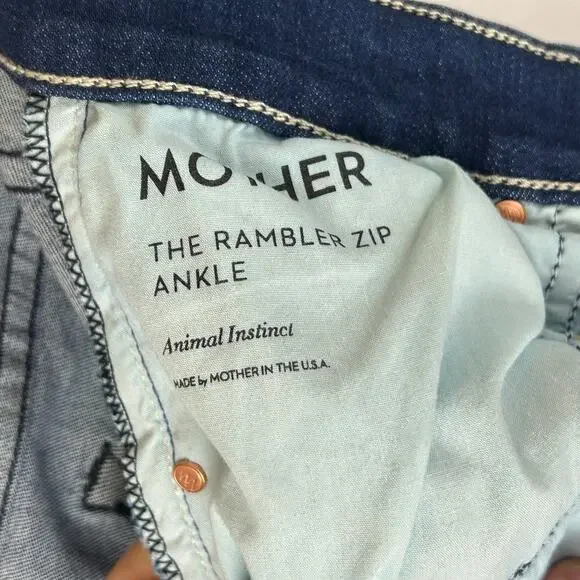 MOTHER
THE RAMBLER ZIP
ANKLE
Animal Instinct
MADE by MOTHER IN THE U.S.A.